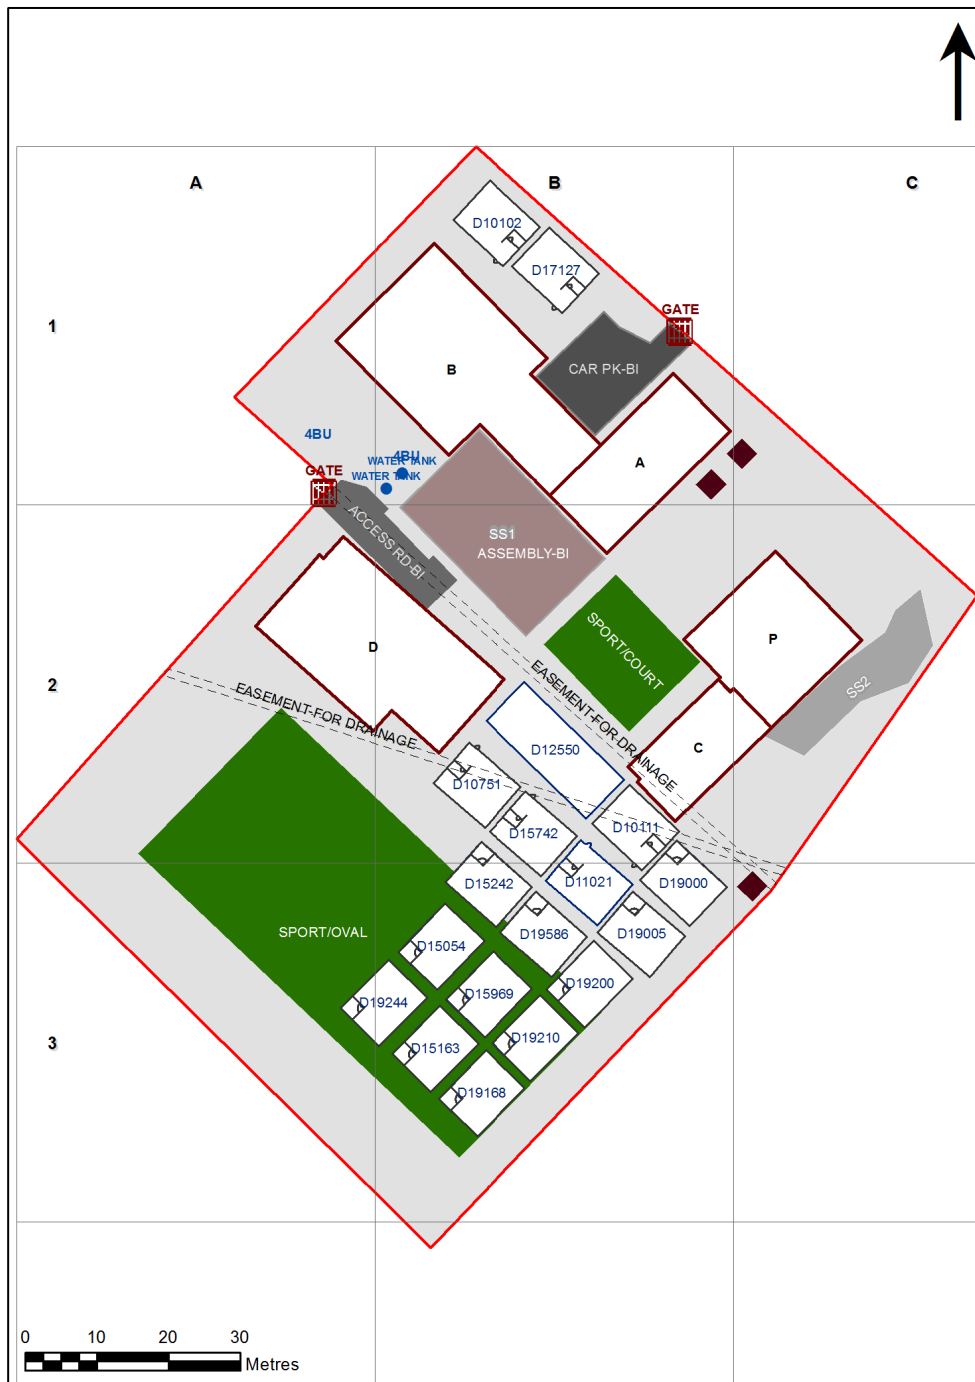 A
B
C
D10102
D17127
GATE
1
CAR PK-BI
B
4BU
4BU
WATER TANK
A
GATE
WATER TANK
ACCESS RD-BI
SS1
ASSEMBLY-BI
SPORT/COURT
P
D
2
SS2
EASEMENT-FOR DRAINAGE
EASEMENT-FOR DRAINAGE
D12550
C
D10751
D15742
D10111
D15242
D11021
D19000
SPORT/OVAL
D19586
D19005
D15054
D19200
D19244
D15969
D19210
3
D15163
D19168
0 10 20 30
Metres